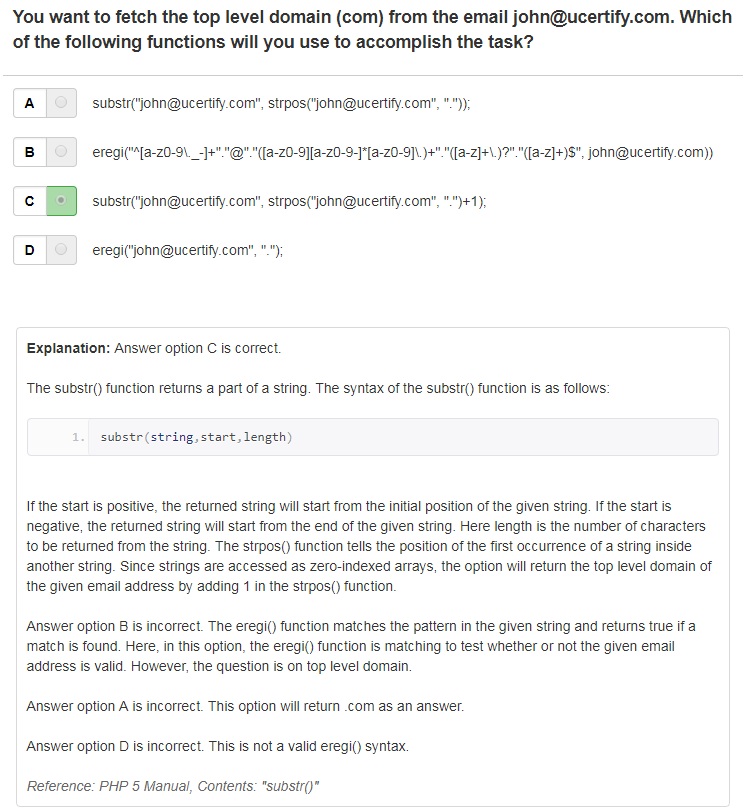 You want to fetch the top level domain (com) from the email john@ucertify.com. Which
of the following functions will you use to accomplish the task?
A substr("john@ucertify.com", strpos("john@ucertify.com", "."));
B eregi("^[a-z0-9\._-]+"."@"."([a-z0-9][a-z0-9-]*[a-z0-9]\.)+"."([a-z]+\.)?"."([a-z]+)$", john@ucertify.com))
C substr("john@ucertify.com", strpos("john@ucertify.com", ".")+1);
D eregi("john@ucertify.com", ".");
Explanation: Answer option C is correct.
The substr() function returns a part of a string. The syntax of the substr() function is as follows:
1. substr(string,start,length)
If the start is positive, the returned string will start from the initial position of the given string. If the start is
negative, the returned string will start from the end of the given string. Here length is the number of characters
to be returned from the string. The strpos() function tells the position of the first occurrence of a string inside
another string. Since strings are accessed as zero-indexed arrays, the option will return the top level domain of
the given email address by adding 1 in the strpos() function.
Answer option B is incorrect. The eregi() function matches the pattern in the given string and returns true if a
match is found. Here, in this option, the eregi() function is matching to test whether or not the given email
address is valid. However, the question is on top level domain.
Answer option A is incorrect. This option will return .com as an answer.
Answer option D is incorrect. This is not a valid eregi() syntax.
Reference: PHP 5 Manual, Contents: "substr()"